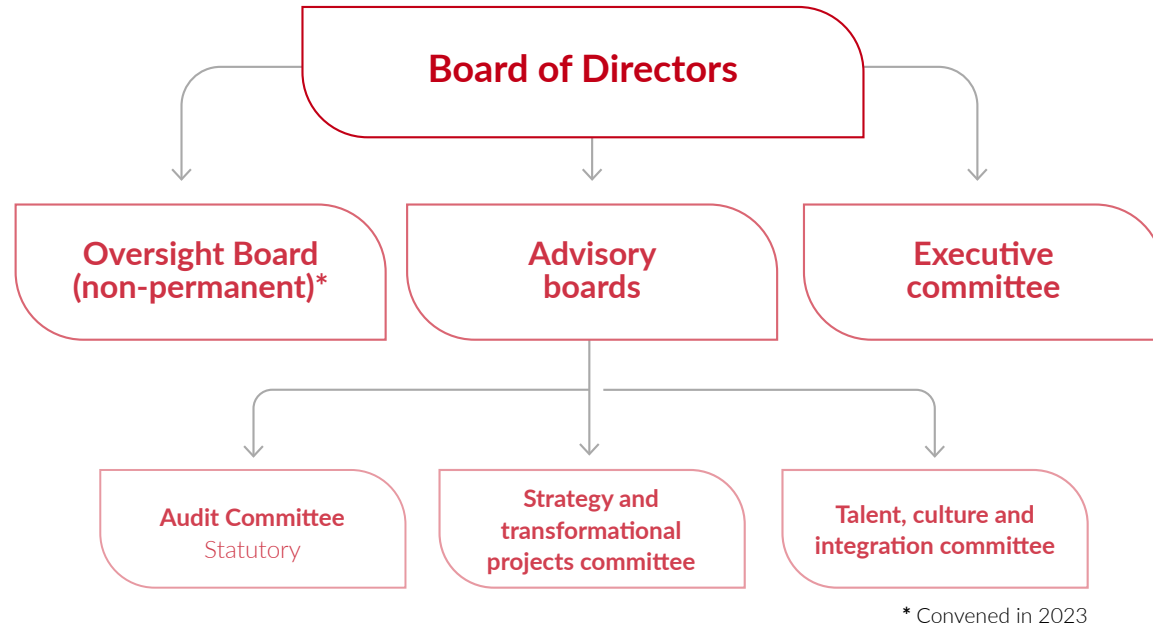 Board of Directors
Oversight Board
(non-permanent)*
Advisory
boards
Executive
committee
Audit Committee
Statutory
Strategy and
transformational
projects committee
Talent, culture and
integration committee
* Convened in 2023